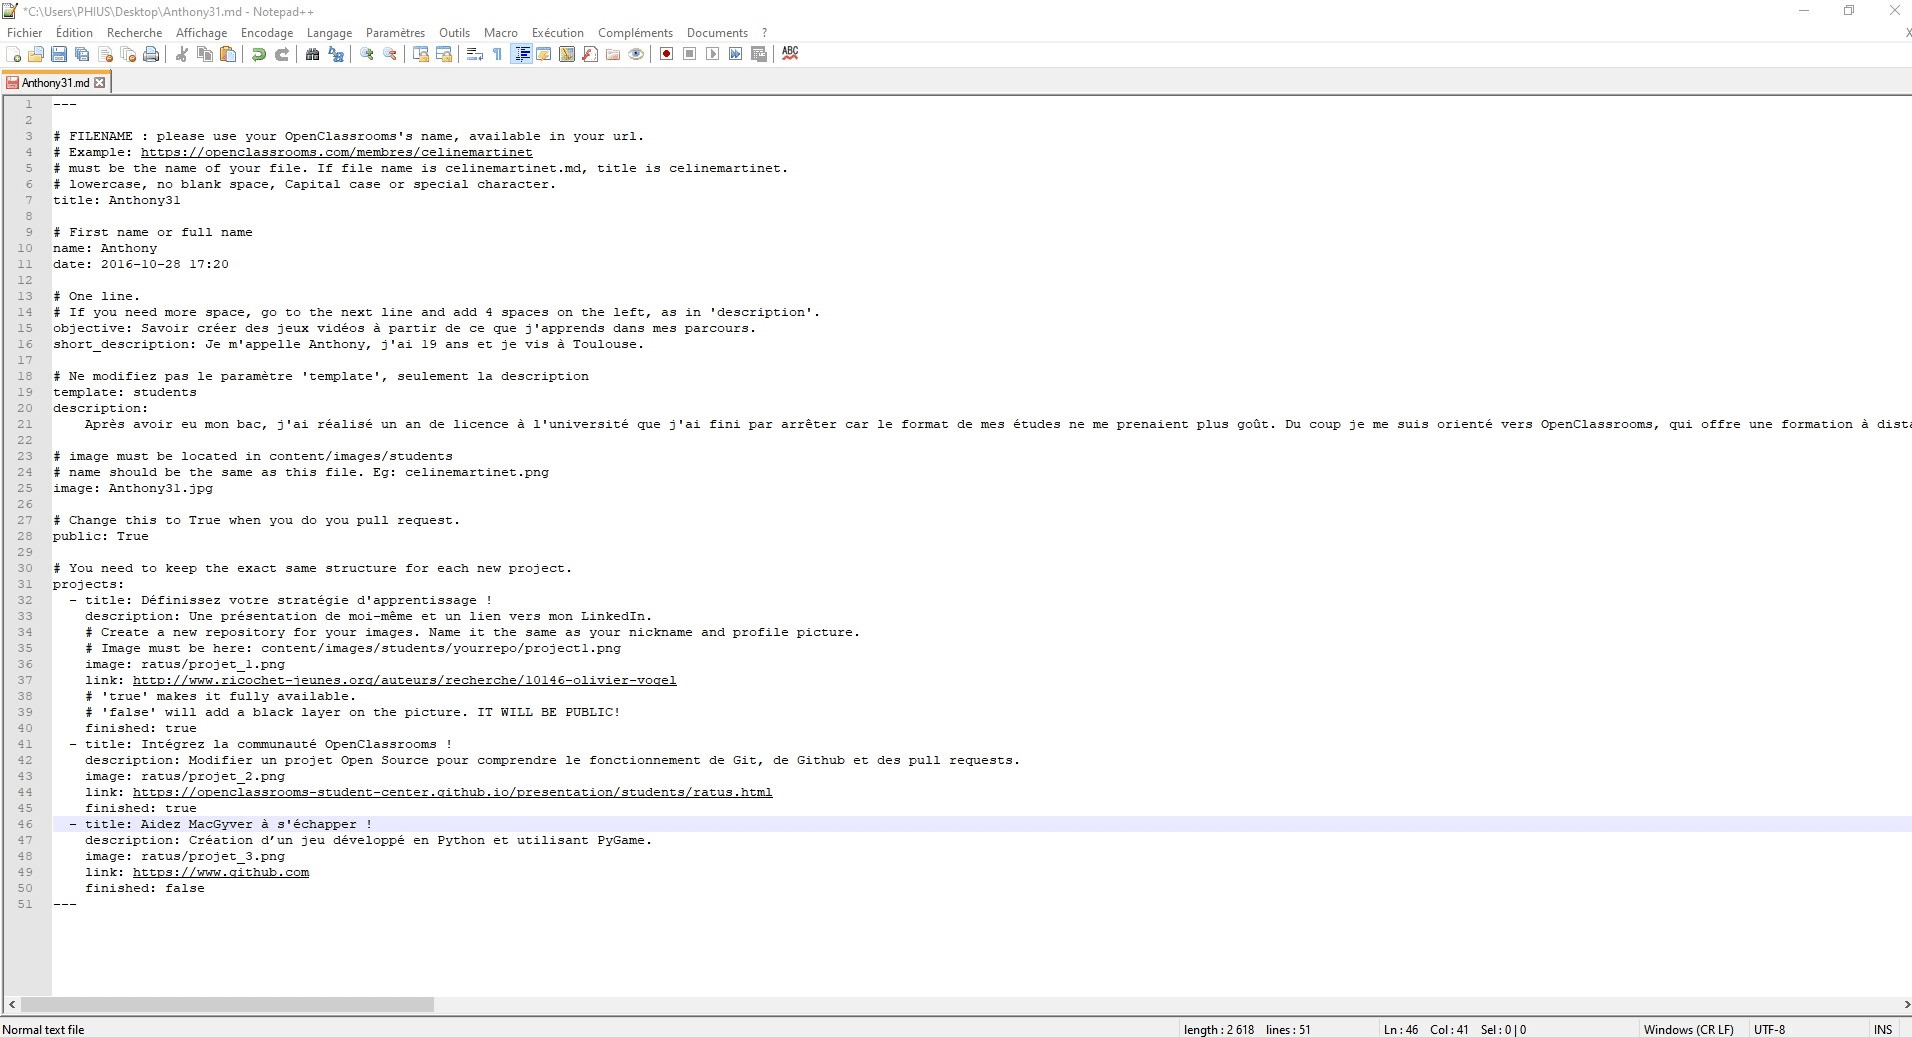 *C:\Users\PHIUS\Desktop\Anthony31.md - Notepad++
Fichier Édition Recherche Affichage Encodage Langage Paramètres Outils Macro Exécution Compléments Documents ? X
ABC
Anthony31.md
1 ---
2
3 # FILENAME : please use your OpenClassrooms's name, available in your url.
4 # Example: https://openclassrooms.com/membres/celinemartinet
5 # must be the name of your file. If file name is celinemartinet.md, title is celinemartinet.
6 # lowercase, no blank space, Capital case or special character.
7 title: Anthony31
8
9 # First name or full name
10 name: Anthony
11 date: 2016-10-28 17:20
12
13 # One line.
14 # If you need more space, go to the next line and add 4 spaces on the left, as in 'description'.
15 objective: Savoir créer des jeux vidéos à partir de ce que j'apprends dans mes parcours.
16 short_description: Je m'appelle Anthony, j'ai 19 ans et je vis à Toulouse.
17
18 # Ne modifiez pas le paramètre 'template', seulement la description
19 template: students
20 description:
21 Après avoir eu mon bac, j'ai réalisé un an de licence à l'université que j'ai fini par arrêter car le format de mes études ne me prenaient plus goût. Du coup je me suis orienté vers OpenClassrooms, qui offre une formation à dista
22
23 # image must be located in content/images/students
24 # name should be the same as this file. Eg: celinemartinet.png
25 image: Anthony31.jpg
26
27 # Change this to True when you do you pull request.
28 public: True
29
30 # You need to keep the exact same structure for each new project.
31 projects:
32 - title: Définissez votre stratégie d'apprentissage !
33 description: Une présentation de moi-même et un lien vers mon LinkedIn.
34 # Create a new repository for your images. Name it the same as your nickname and profile picture.
35 # Image must be here: content/images/students/yourrepo/project1.png
36 image: ratus/projet_1.png
37 link: http://www.ricochet-jeunes.org/auteurs/recherche/10146-olivier-vogel
38 # 'true' makes it fully available.
39 # 'false' will add a black layer on the picture. IT WILL BE PUBLIC!
40 finished: true
41 - title: Intégrez la communauté OpenClassrooms !
42 description: Modifier un projet Open Source pour comprendre le fonctionnement de Git, de Github et des pull requests.
43 image: ratus/projet_2.png
44 link: https://openclassrooms-student-center.github.io/presentation/students/ratus.html
45 finished: true
46 - title: Aidez MacGyver à s'échapper !
47 description: Création d’un jeu développé en Python et utilisant PyGame.
48 image: ratus/projet_3.png
49 link: https://www.github.com
50 finished: false
51 ---
Normal text file length : 2 618 lines : 51 Ln : 46 Col : 41 Sel : 0 | 0 Windows (CR LF) UTF-8 INS